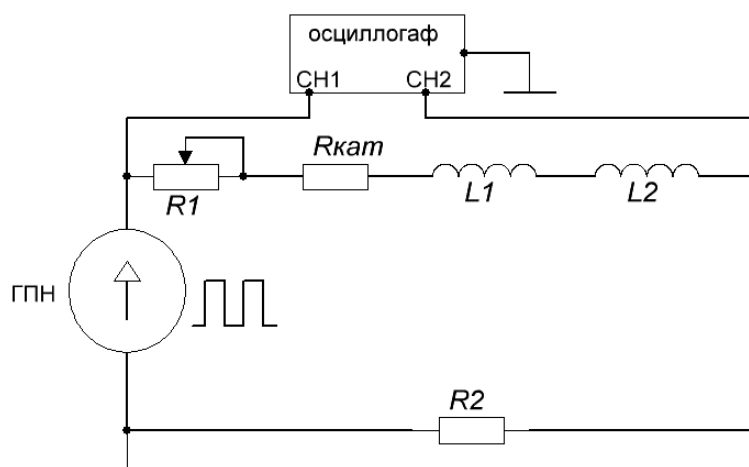 осциллогаф
CH1 CH2
Rкат
R1 L1 L2
ГПН
R2